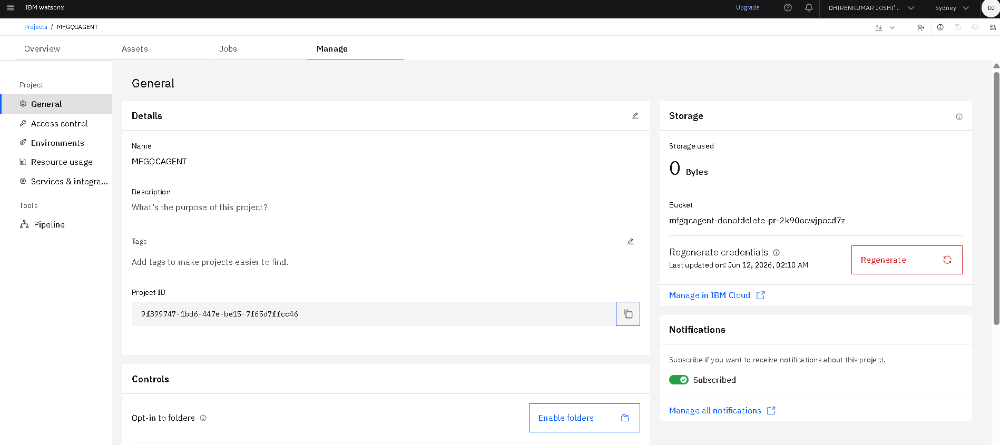 IBM watsonx
Upgrade
DHIRENKUMAR JOSHI'...
Sydney
DJ
Projects / MFGQCAGENT
Overview
Assets
Jobs
Manage
Project
General
Access control
Environments
Resource usage
Services & integra...
Tools
Pipeline
General
Details
Name
MFGQCAGENT
Description
What's the purpose of this project?
Tags
Add tags to make projects easier to find.
Project ID
9f399747-1bd6-447e-be15-7f65d7ffcc46
Controls
Opt-in to folders
Enable folders
Storage
Storage used
0 Bytes
Bucket
mfgqcagent-donotdelete-pr-2k90cwjpocd7z
Regenerate credentials
Last updated on: Jun 12, 2026, 02:10 AM
Regenerate
Manage in IBM Cloud
Notifications
Subscribe if you want to receive notifications about this project.
Subscribed
Manage all notifications